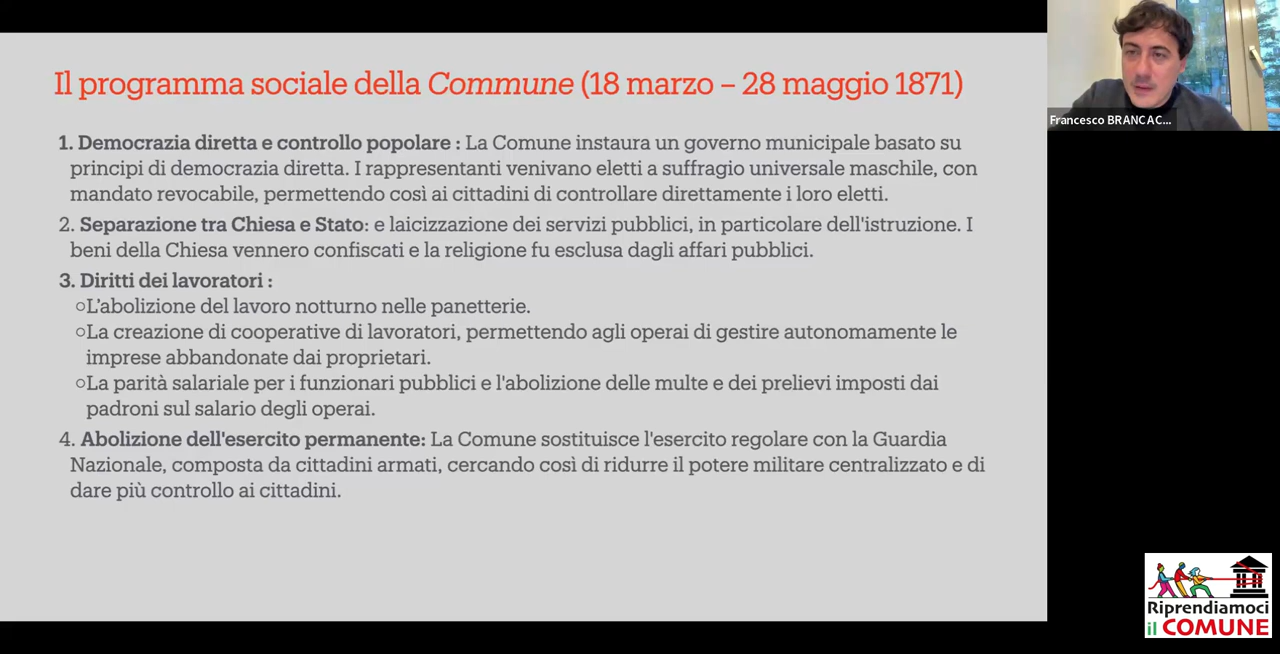 Il programma sociale della Commune (18 marzo – 28 maggio 1871)
1. Democrazia diretta e controllo popolare : La Comune instaura un governo municipale basato su
principi di democrazia diretta. I rappresentanti venivano eletti a suffragio universale maschile, con
mandato revocabile, permettendo così ai cittadini di controllare direttamente i loro eletti.
2. Separazione tra Chiesa e Stato: e laicizzazione dei servizi pubblici, in particolare dell'istruzione. I
beni della Chiesa vennero confiscati e la religione fu esclusa dagli affari pubblici.
3. Diritti dei lavoratori :
○L'abolizione del lavoro notturno nelle panetterie.
○La creazione di cooperative di lavoratori, permettendo agli operai di gestire autonomamente le
imprese abbandonate dai proprietari.
○La parità salariale per i funzionari pubblici e l'abolizione delle multe e dei prelievi imposti dai
padroni sul salario degli operai.
4. Abolizione dell'esercito permanente: La Comune sostituisce l'esercito regolare con la Guardia
Nazionale, composta da cittadini armati, cercando così di ridurre il potere militare centralizzato e di
dare più controllo ai cittadini.
Francesco BRANCAC...
Riprendiamoci
il COMUNE